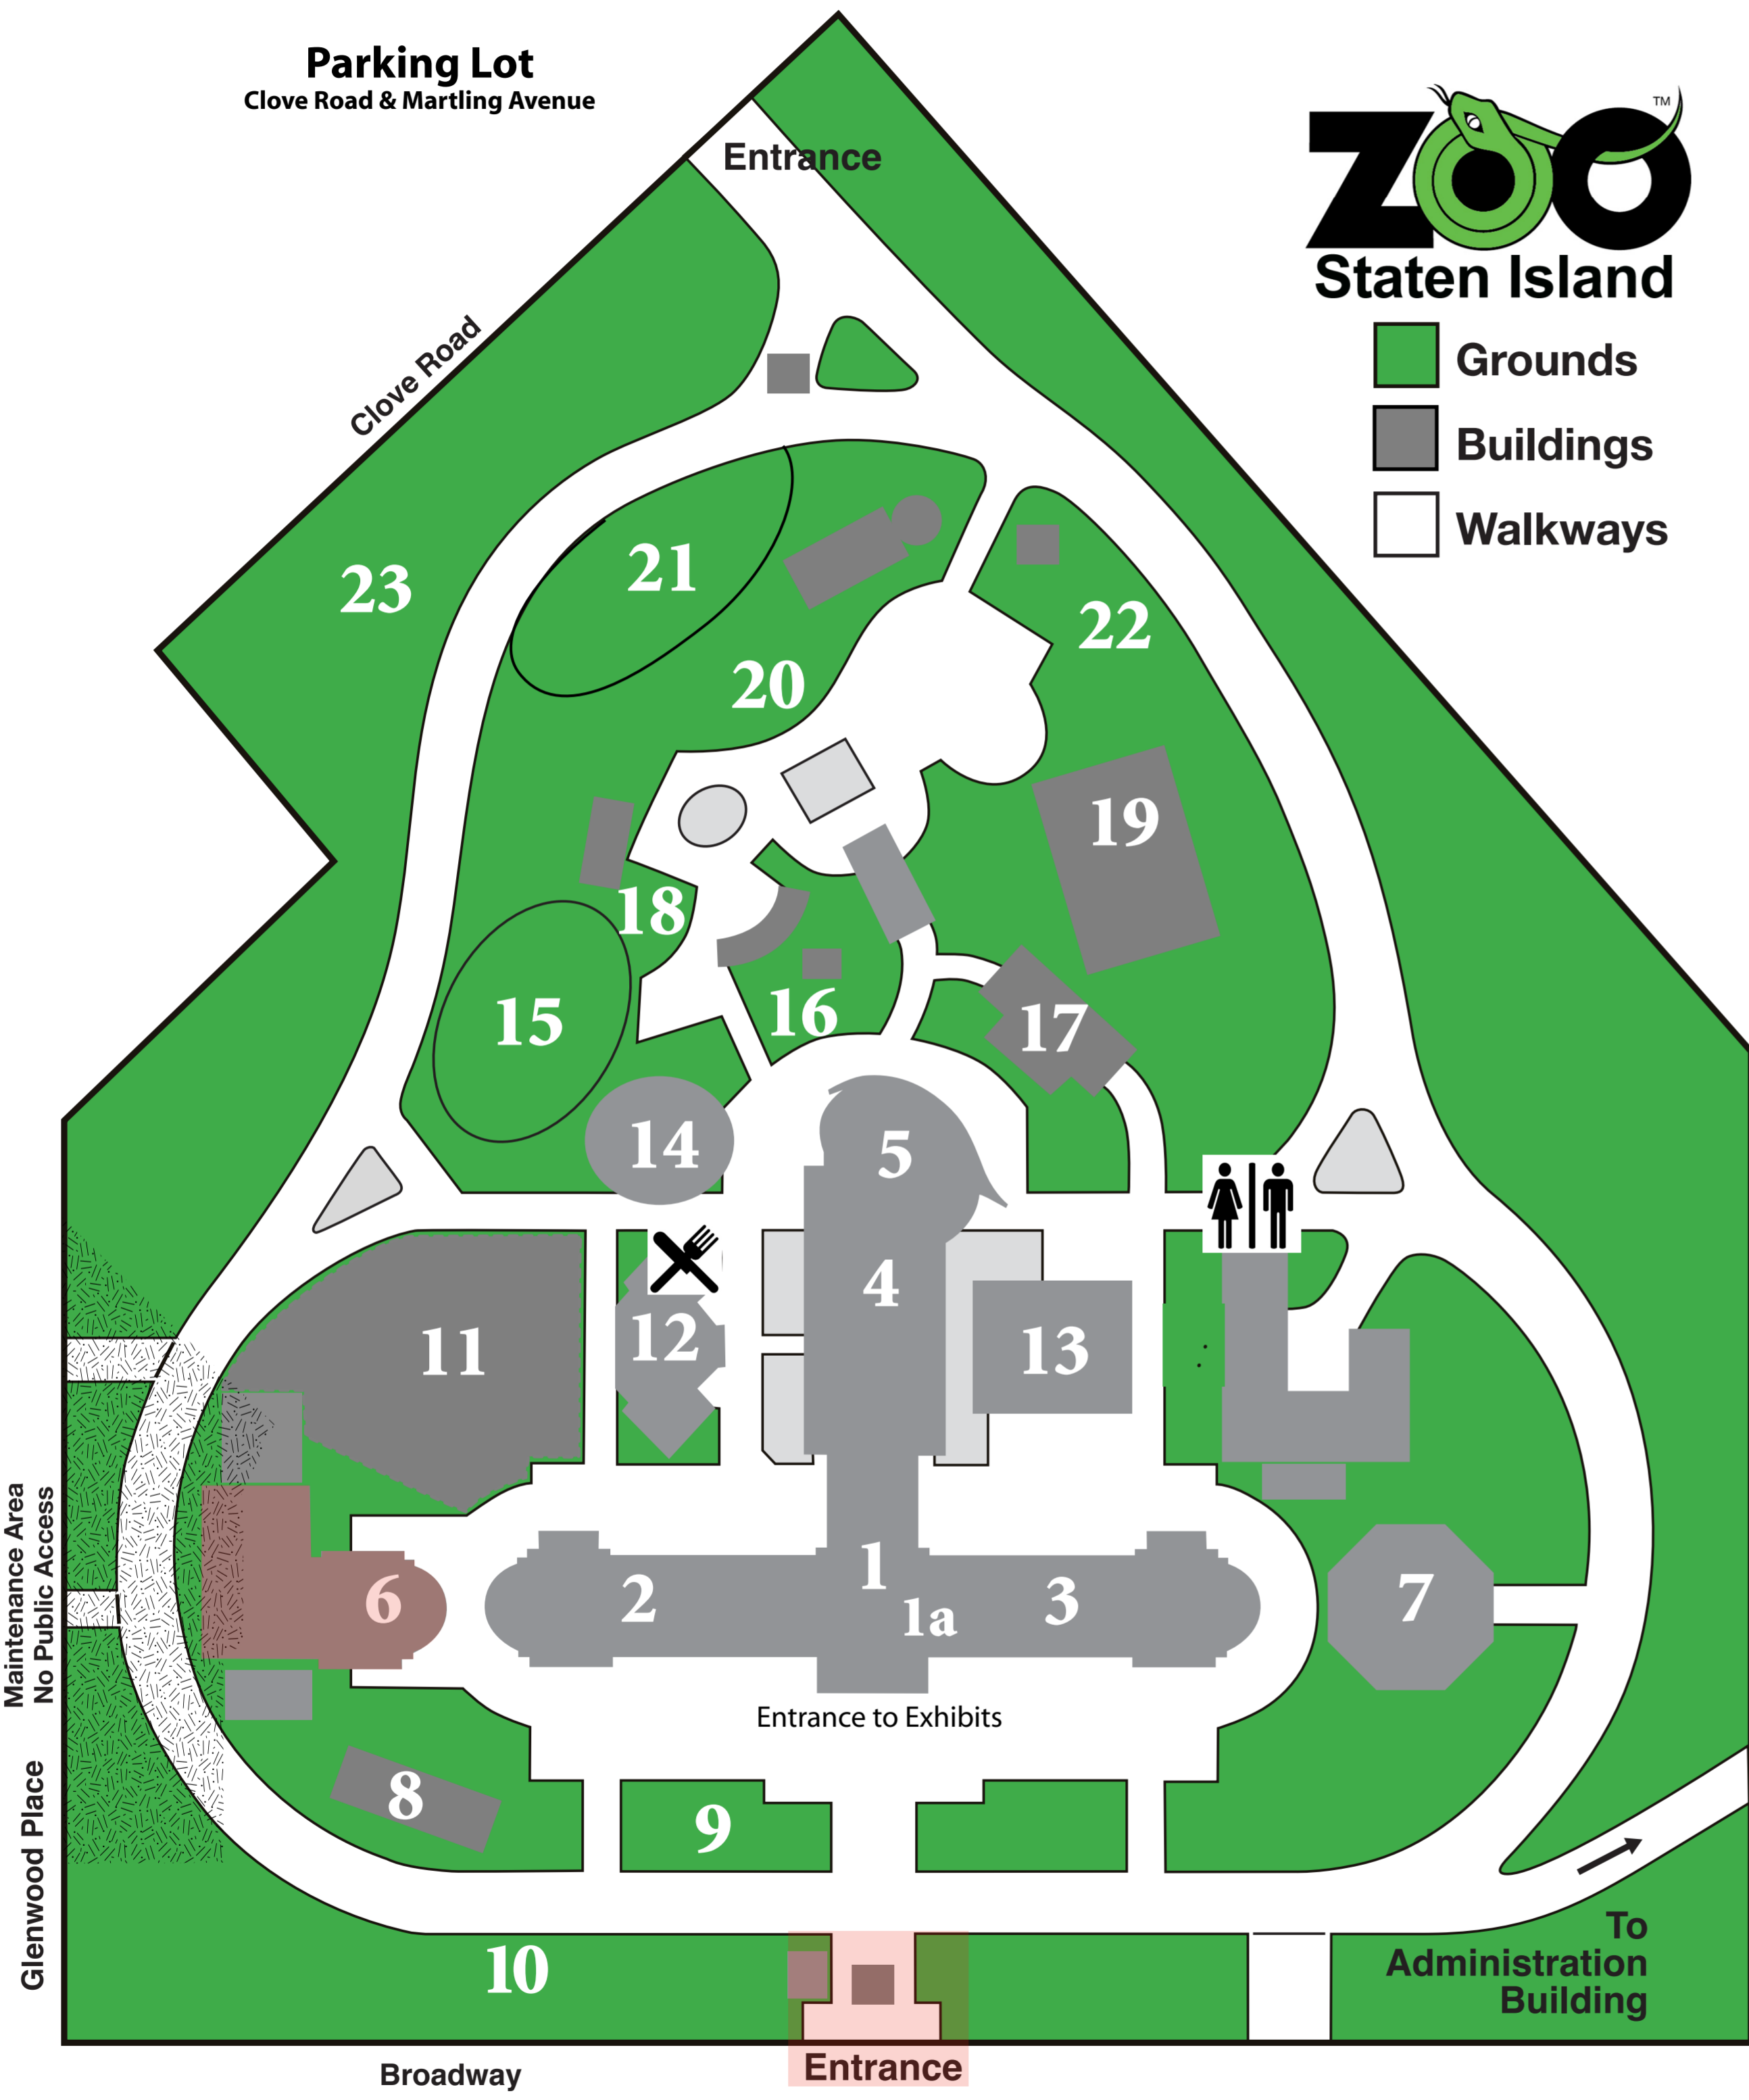 Parking Lot
Clove Road & Martling Avenue
Entrance
ZOO
TM
Staten Island
Grounds
Buildings
Walkways
Clove Road
23
21
22
20
19
18
15
16
17
14
5
4
11
12
13
6
2
1
1a
3
7
Entrance to Exhibits
8
9
10
Maintenance Area
No Public Access
Glenwood Place
To
Administration
Building
Entrance
Broadway